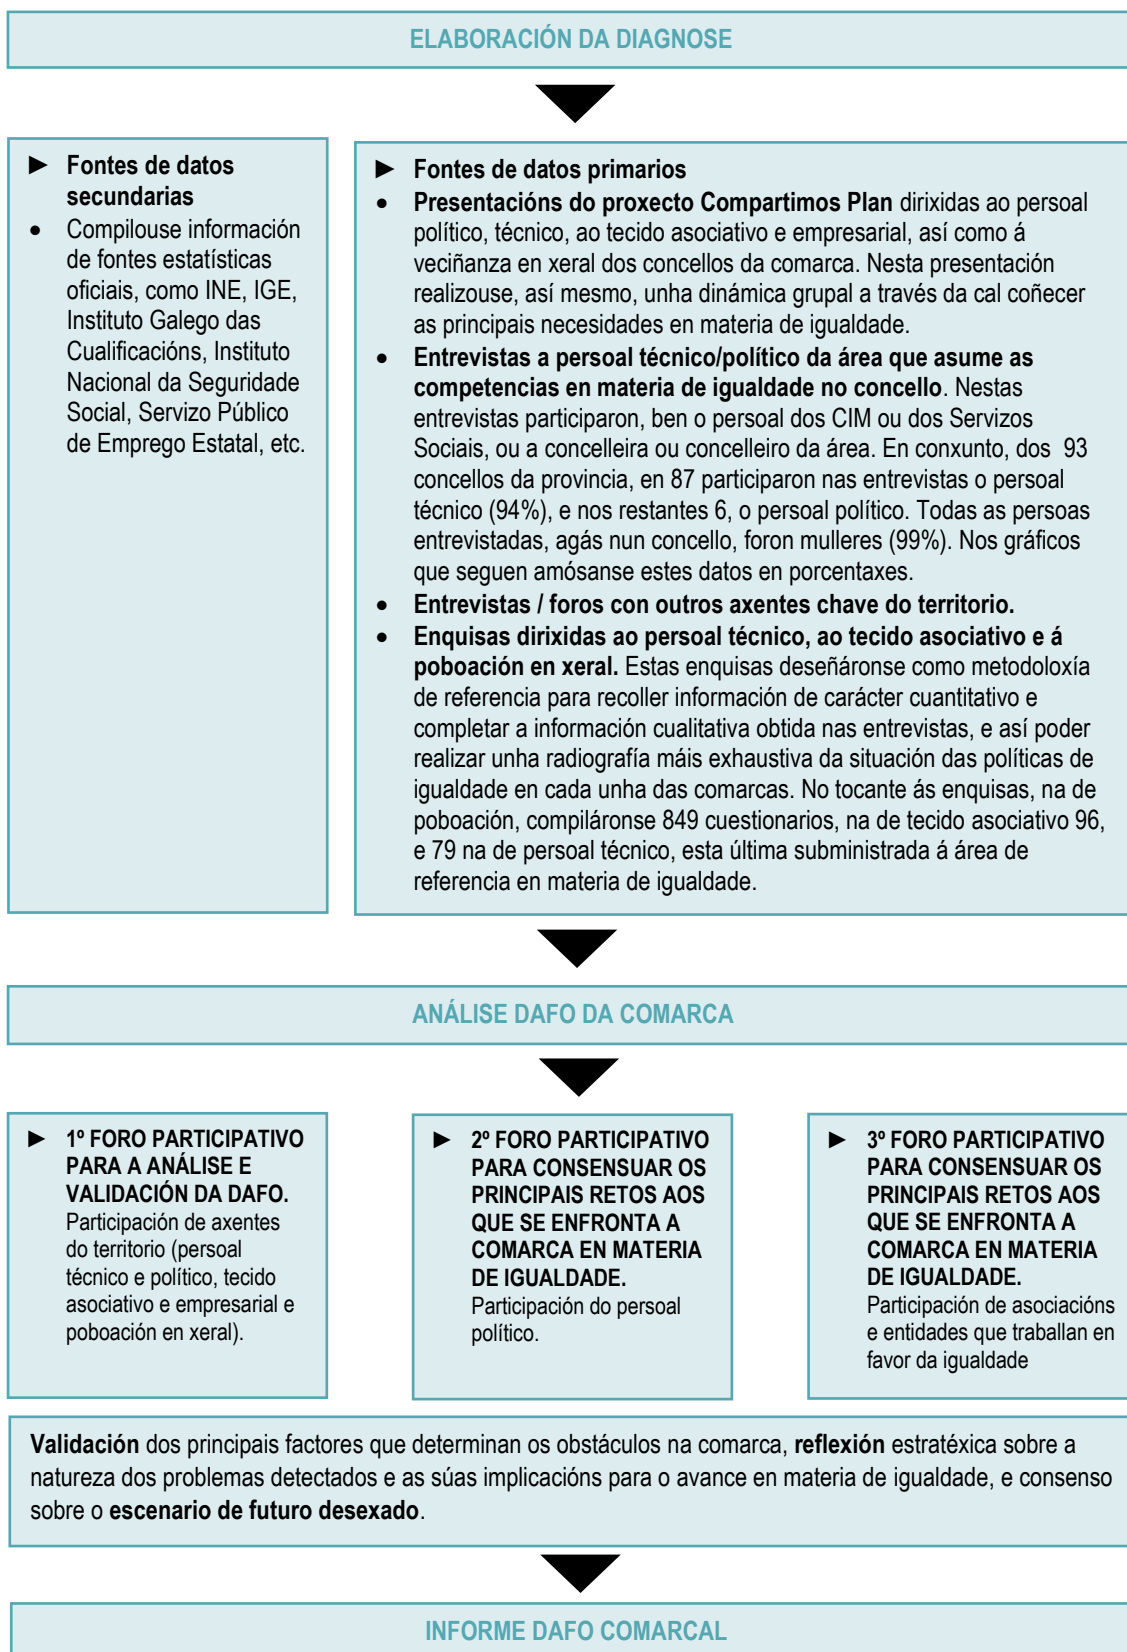 ELABORACIÓN DA DIAGNOSE
► Fontes de datos
secundarias
• Compilouse información
de fontes estatísticas
oficiais, como INE, IGE,
Instituto Galego das
Cualificacións, Instituto
Nacional da Seguridade
Social, Servizo Público
de Emprego Estatal, etc.
► Fontes de datos primarios
• Presentacións do proxecto Compartimos Plan dirixidas ao persoal
político, técnico, ao tecido asociativo e empresarial, así como á
veciñanza en xeral dos concellos da comarca. Nesta presentación
realizouse, así mesmo, unha dinámica grupal a través da cal coñecer
as principais necesidades en materia de igualdade.
• Entrevistas a persoal técnico/político da área que asume as
competencias en materia de igualdade no concello. Nestas
entrevistas participaron, ben o persoal dos CIM ou dos Servizos
Sociais, ou a concelleira ou concelleiro da área. En conxunto, dos 93
concellos da provincia, en 87 participaron nas entrevistas o persoal
técnico (94%), e nos restantes 6, o persoal político. Todas as persoas
entrevistadas, agás nun concello, foron mulleres (99%). Nos gráficos
que seguen amósanse estes datos en porcentaxes.
• Entrevistas / foros con outros axentes chave do territorio.
• Enquisas dirixidas ao persoal técnico, ao tecido asociativo e á
poboación en xeral. Estas enquisas deseñáronse como metodoloxía
de referencia para recoller información de carácter cuantitativo e
completar a información cualitativa obtida nas entrevistas, e así poder
realizar unha radiografía máis exhaustiva da situación das políticas de
igualdade en cada unha das comarcas. No tocante ás enquisas, na de
poboación, compiláronse 849 cuestionarios, na de tecido asociativo 96,
e 79 na de persoal técnico, esta última subministrada á área de
referencia en materia de igualdade.
ANÁLISE DAFO DA COMARCA
► 1º FORO PARTICIPATIVO
PARA A ANÁLISE E
VALIDACIÓN DA DAFO.
Participación de axentes
do territorio (persoal
técnico e político, tecido
asociativo e empresarial e
poboación en xeral).
► 2º FORO PARTICIPATIVO
PARA CONSENSUAR OS
PRINCIPAIS RETOS AOS
QUE SE ENFRONTA A
COMARCA EN MATERIA
DE IGUALDADE.
Participación do persoal
político.
► 3º FORO PARTICIPATIVO
PARA CONSENSUAR OS
PRINCIPAIS RETOS AOS
QUE SE ENFRONTA A
COMARCA EN MATERIA
DE IGUALDADE.
Participación de asociacións
e entidades que traballan en
favor da igualdade
Validación dos principais factores que determinan os obstáculos na comarca, reflexión estratéxica sobre a
natureza dos problemas detectados e as súas implicacións para o avance en materia de igualdade, e consenso
sobre o escenario de futuro desexado.
INFORME DAFO COMARCAL